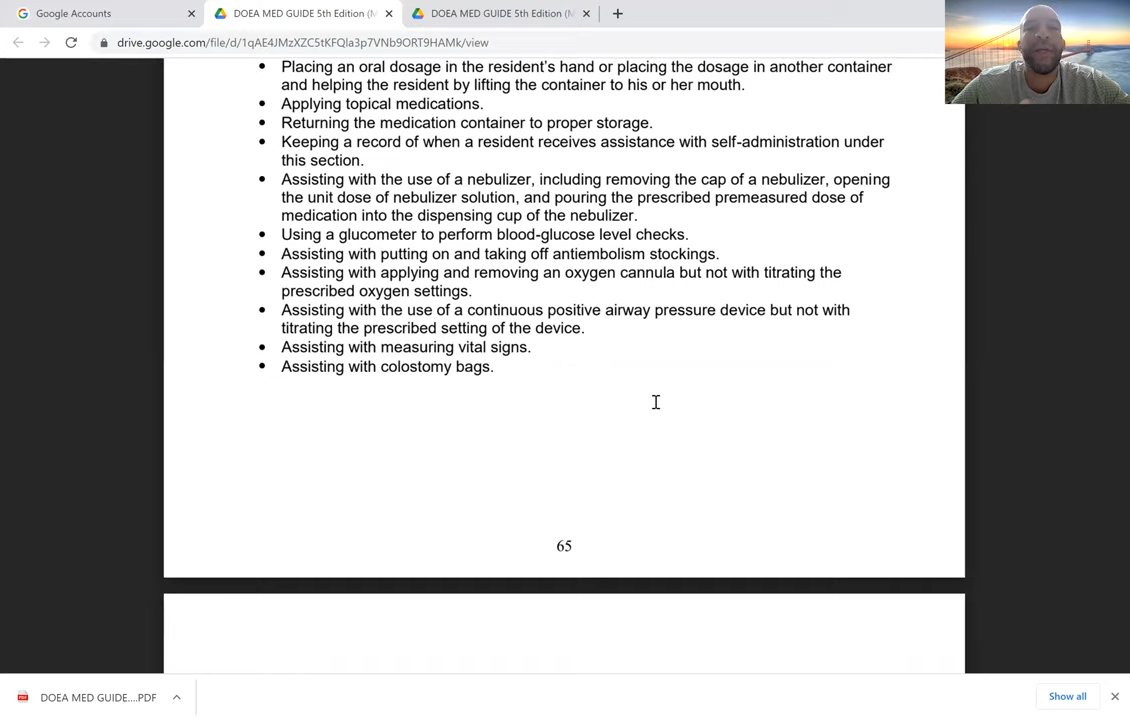 Google Accounts
DOEA MED GUIDE 5th Edition (M
DOEA MED GUIDE 5th Edition (M
drive.google.com/file/d/1qAE4JMzXZC5tKFQIa3p7VNb9ORT9HAMk/view
• Placing an oral dosage in the resident's hand or placing the dosage in another container
and helping the resident by lifting the container to his or her mouth.
• Applying topical medications.
• Returning the medication container to proper storage.
• Keeping a record of when a resident receives assistance with self-administration under
this section.
• Assisting with the use of a nebulizer, including removing the cap of a nebulizer, opening
the unit dose of nebulizer solution, and pouring the prescribed premeasured dose of
medication into the dispensing cup of the nebulizer.
• Using a glucometer to perform blood-glucose level checks.
• Assisting with putting on and taking off antiembolism stockings.
• Assisting with applying and removing an oxygen cannula but not with titrating the
prescribed oxygen settings.
• Assisting with the use of a continuous positive airway pressure device but not with
titrating the prescribed setting of the device.
• Assisting with measuring vital signs.
• Assisting with colostomy bags.
65
DOEA MED GUIDE....PDF
Show all